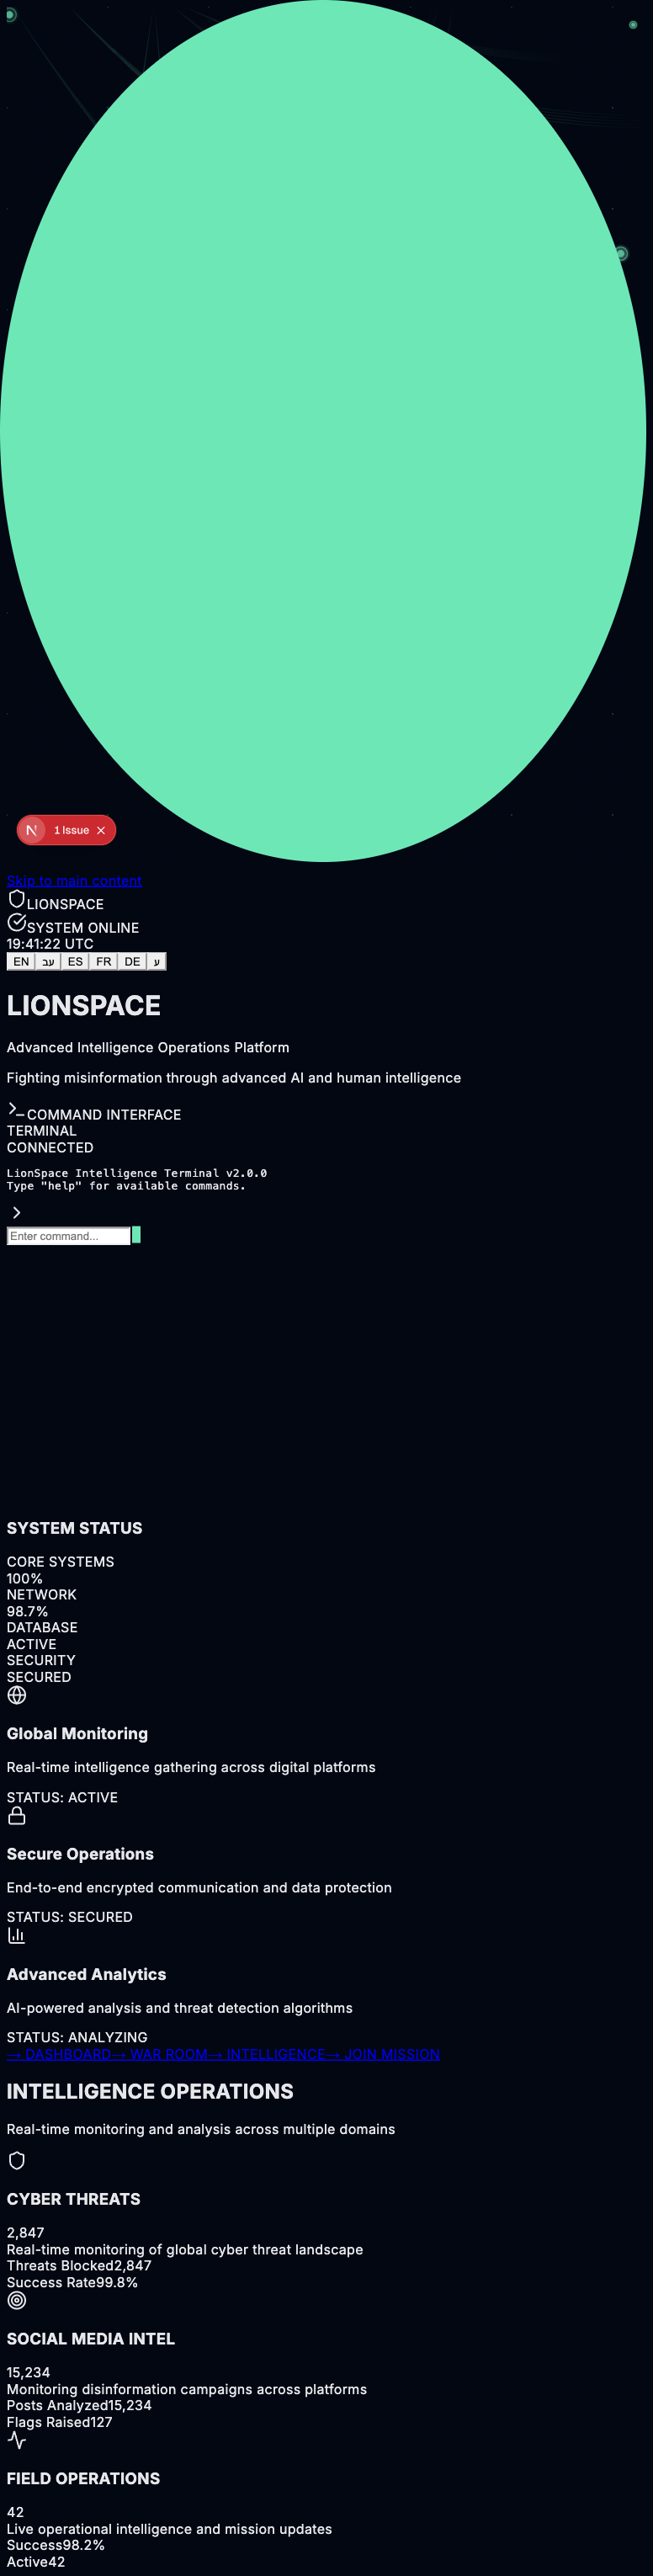 1 Issue
Skip to main content
LIONSPACE
SYSTEM ONLINE
19:41:22 UTC
EN עב ES FR DE ع
LIONSPACE
Advanced Intelligence Operations Platform
Fighting misinformation through advanced AI and human intelligence
COMMAND INTERFACE
TERMINAL
CONNECTED
LionSpace Intelligence Terminal v2.0.0
Type "help" for available commands.
Enter command...
SYSTEM STATUS
CORE SYSTEMS
100%
NETWORK
98.7%
DATABASE
ACTIVE
SECURITY
SECURED
Global Monitoring
Real-time intelligence gathering across digital platforms
STATUS: ACTIVE
Secure Operations
End-to-end encrypted communication and data protection
STATUS: SECURED
Advanced Analytics
AI-powered analysis and threat detection algorithms
STATUS: ANALYZING
→ DASHBOARD→ WAR ROOM→ INTELLIGENCE→ JOIN MISSION
INTELLIGENCE OPERATIONS
Real-time monitoring and analysis across multiple domains
CYBER THREATS
2,847
Real-time monitoring of global cyber threat landscape
Threats Blocked2,847
Success Rate99.8%
SOCIAL MEDIA INTEL
15,234
Monitoring disinformation campaigns across platforms
Posts Analyzed15,234
Flags Raised127
FIELD OPERATIONS
42
Live operational intelligence and mission updates
Success98.2%
Active42